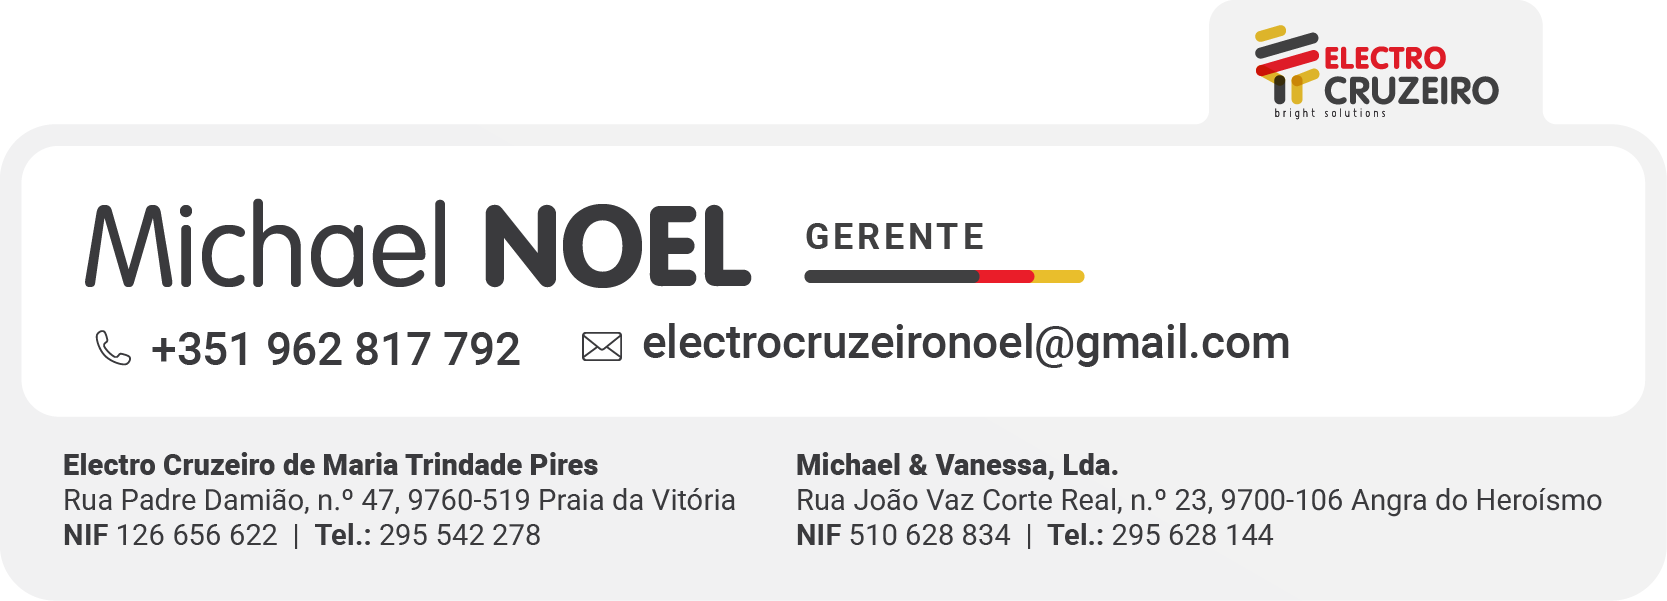 ELECTRO
CRUZEIRO
bright solutions
Michael NOEL
GERENTE
+351 962 817 792
electrocruzeironoel@gmail.com
Electro Cruzeiro de Maria Trindade Pires
Rua Padre Damião, n.º 47, 9760-519 Praia da Vitória
NIF 126 656 622 | Tel.: 295 542 278
Michael & Vanessa, Lda.
Rua João Vaz Corte Real, n.º 23, 9700-106 Angra do Heroísmo
NIF 510 628 834 | Tel.: 295 628 144